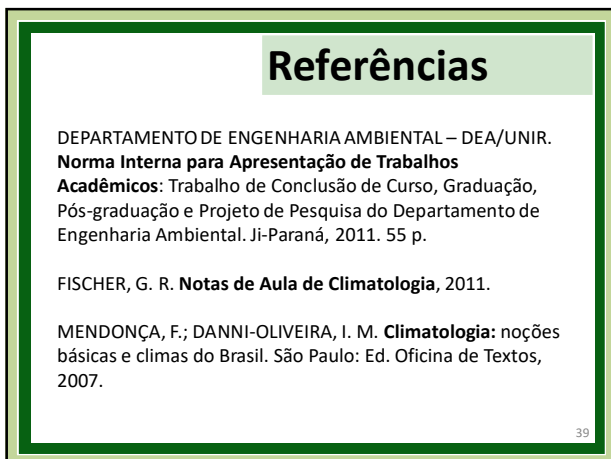 Referências
DEPARTAMENTO DE ENGENHARIA AMBIENTAL – DEA/UNIR.
Norma Interna para Apresentação de Trabalhos
Acadêmicos: Trabalho de Conclusão de Curso, Graduação,
Pós-graduação e Projeto de Pesquisa do Departamento de
Engenharia Ambiental. Ji-Paraná, 2011. 55 p.
FISCHER, G. R. Notas de Aula de Climatologia, 2011.
MENDONÇA, F.; DANNI-OLIVEIRA, I. M. Climatologia: noções
básicas e climas do Brasil. São Paulo: Ed. Oficina de Textos,
2007.
39